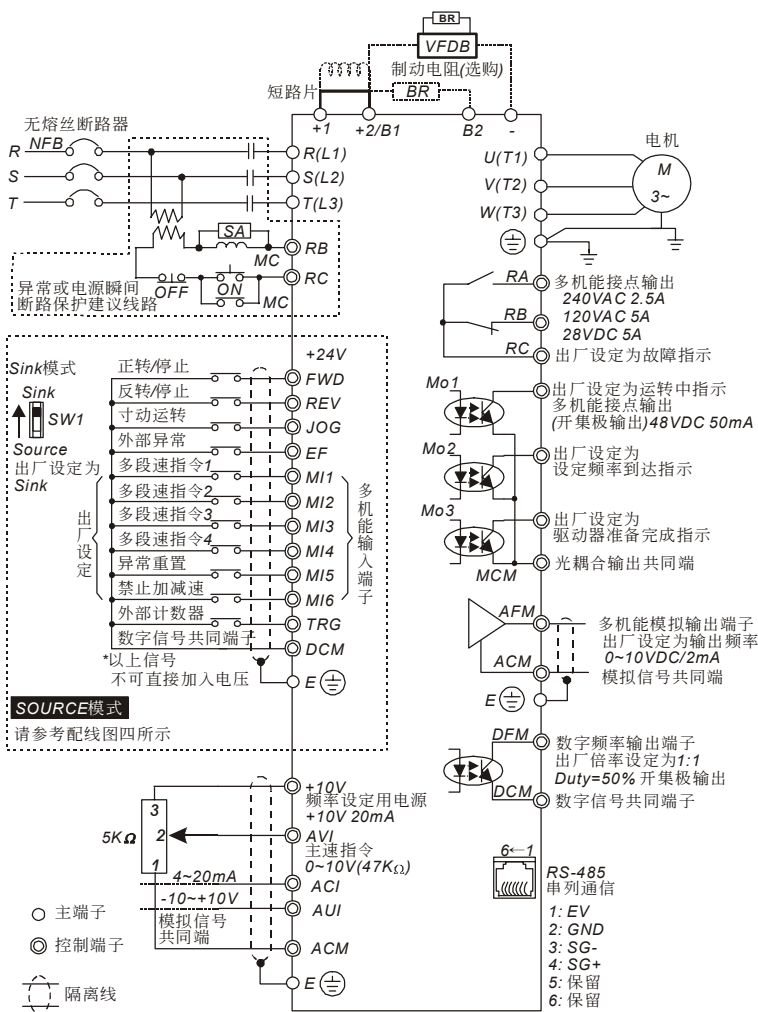 BR
VFDB
制动电阻(选购)
短路片
BR
+1
+2/B1
B2
-
无熔丝断路器
NFB
R
S
T
R(L1)
S(L2)
T(L3)
SA
MC
RB
RC
OFF
ON
MC
异常或电源瞬间
断路保护建议线路
U(T1)
V(T2)
W(T3)
电机
M
3~
RA
多机能接点输出
240VAC 2.5A
RB
120VAC 5A
28VDC 5A
RC
出厂设定为故障指示
Sink模式
Sink
SW1
Source
出厂设定为
Sink
+24V
正转/停止
FWD
反转/停止
REV
寸动运转
JOG
外部异常
EF
多段速指令1
MI1
多段速指令2
MI2
多段速指令3
MI3
多段速指令4
MI4
异常重置
MI5
禁止加减速
MI6
外部计数器
TRG
数字信号共同端子
DCM
出厂设定
多机能输入端子
*以上信号
不可直接加入电压
E
SOURCE模式
请参考配线图四所示
Mo1
出厂设定为运转中指示
多机能接点输出
(开集极输出)48VDC 50mA
Mo2
出厂设定为
设定频率到达指示
Mo3
出厂设定为
驱动器准备完成指示
MCM
光耦合输出共同端
AFM
多机能模拟输出端子
出厂设定为输出频率
0~10VDC/2mA
ACM
模拟信号共同端
E
DFM
数字频率输出端子
出厂倍率设定为1:1
Duty=50% 开集极输出
DCM
数字信号共同端子
+10V
频率设定用电源
+10V 20mA
3
5KΩ
2
1
AVI
主速指令
0~10V(47KΩ)
4~20mA
ACI
-10~+10V
AUI
模拟信号
共同端
ACM
E
6←1
RS-485
串列通信
1: EV
2: GND
3: SG-
4: SG+
5: 保留
6: 保留
主端子
控制端子
隔离线